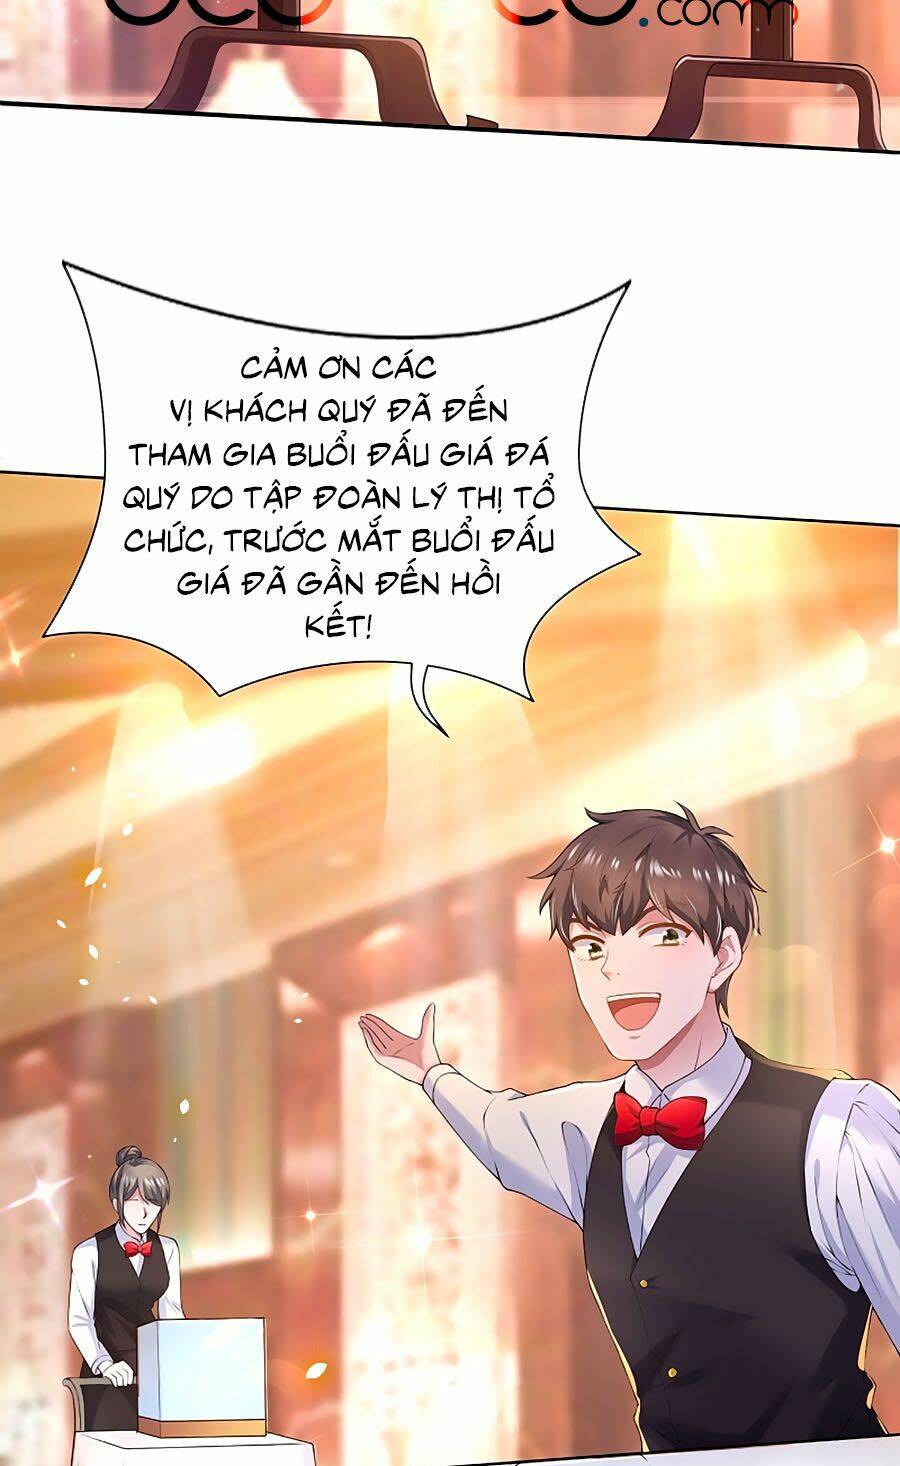 CẢM ƠN CÁC
VỊ KHÁCH QUÝ ĐÃ ĐẾN
THAM GIA BUỔI ĐẤU GIÁ ĐÁ
QUÝ DO TẬP ĐOÀN LÝ THỊ TỔ
CHỨC, TRƯỚC MẮT BUỔI ĐẤU
GIÁ ĐÃ GẦN ĐẾN HỒI
KẾT!